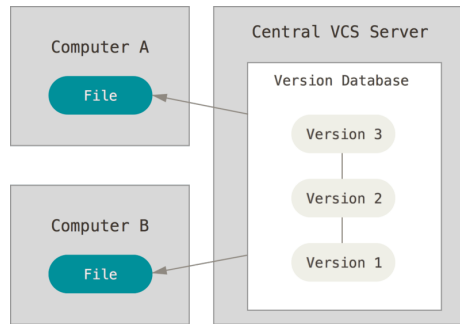 Computer A
File
Computer B
File
Central VCS Server
Version Database
Version 3
Version 2
Version 1